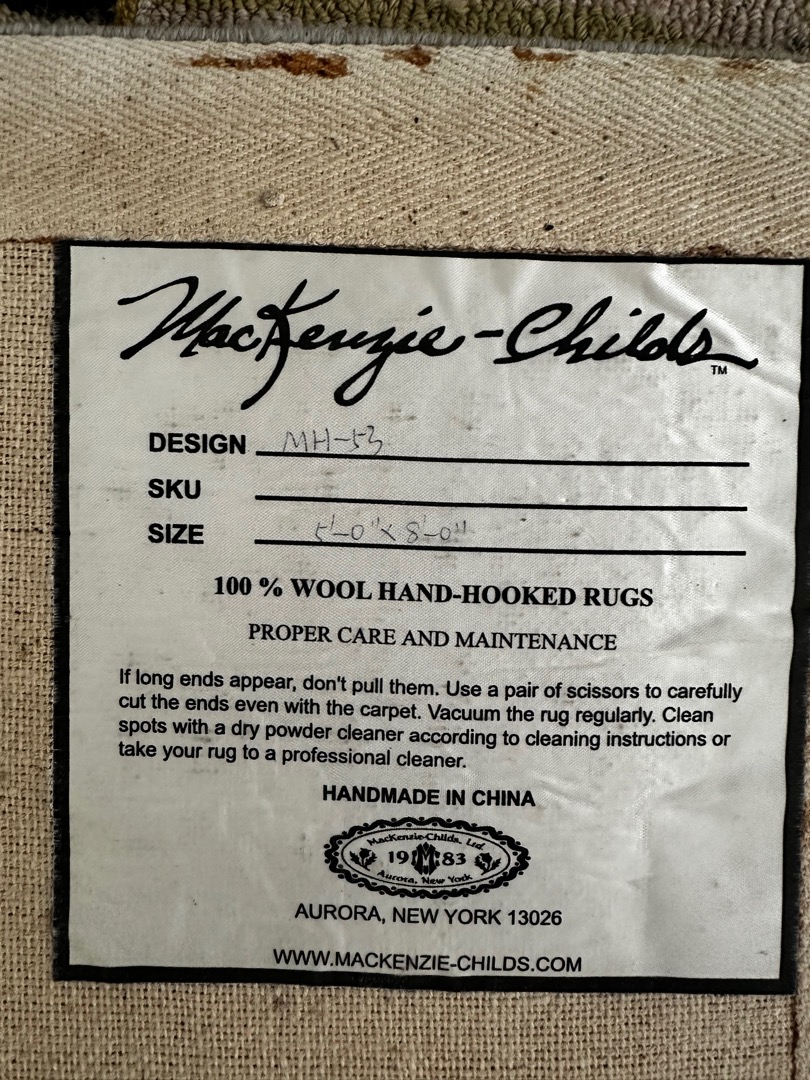 MacKenzie-Childs™
DESIGN MH-53
SKU
SIZE 5'-0" x 8'-0"
100 % WOOL HAND-HOOKED RUGS
PROPER CARE AND MAINTENANCE
If long ends appear, don't pull them. Use a pair of scissors to carefully
cut the ends even with the carpet. Vacuum the rug regularly. Clean
spots with a dry powder cleaner according to cleaning instructions or
take your rug to a professional cleaner.
HANDMADE IN CHINA
MacKenzie-Childs, Ltd.
19 M 83
Aurora, New York
AURORA, NEW YORK 13026
WWW.MACKENZIE-CHILDS.COM